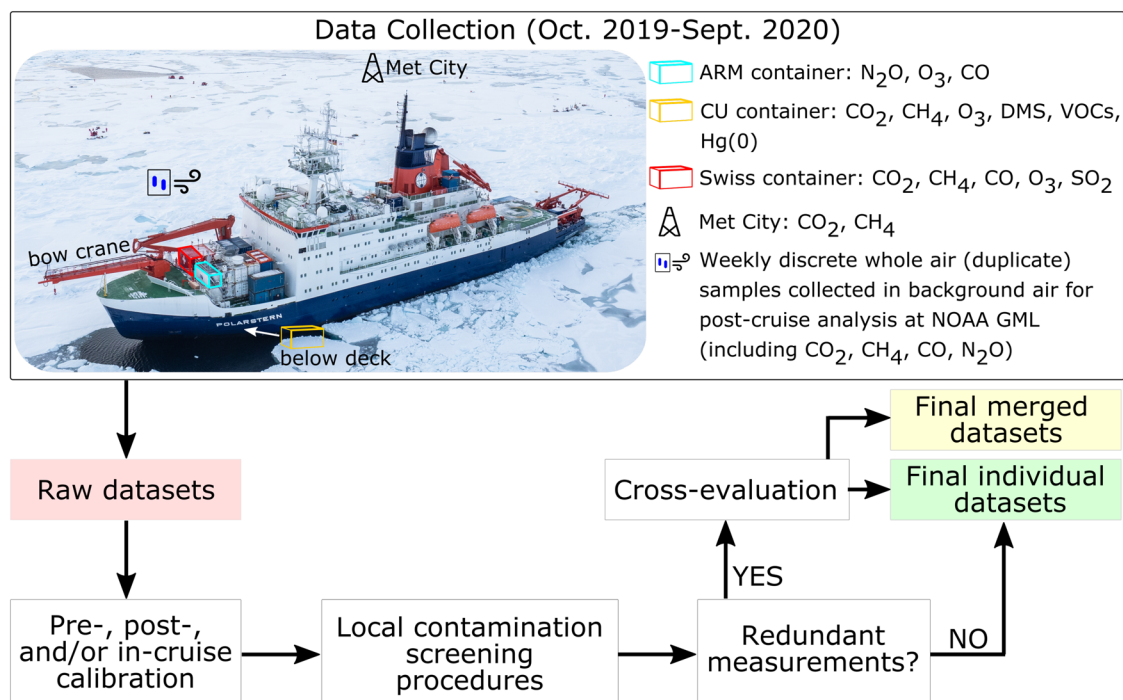 Data Collection (Oct. 2019-Sept. 2020)
Met City
bow crane
POLARSTERN
below deck
ARM container: N₂O, O₃, CO
CU container: CO₂, CH₄, O₃, DMS, VOCs,
Hg(0)
Swiss container: CO₂, CH₄, CO, O₃, SO₂
Met City: CO₂, CH₄
Weekly discrete whole air (duplicate)
samples collected in background air for
post-cruise analysis at NOAA GML
(including CO₂, CH₄, CO, N₂O)
Raw datasets
Pre-, post-,
and/or in-cruise
calibration
Local contamination
screening
procedures
Redundant
measurements?
YES
NO
Cross-evaluation
Final merged
datasets
Final individual
datasets